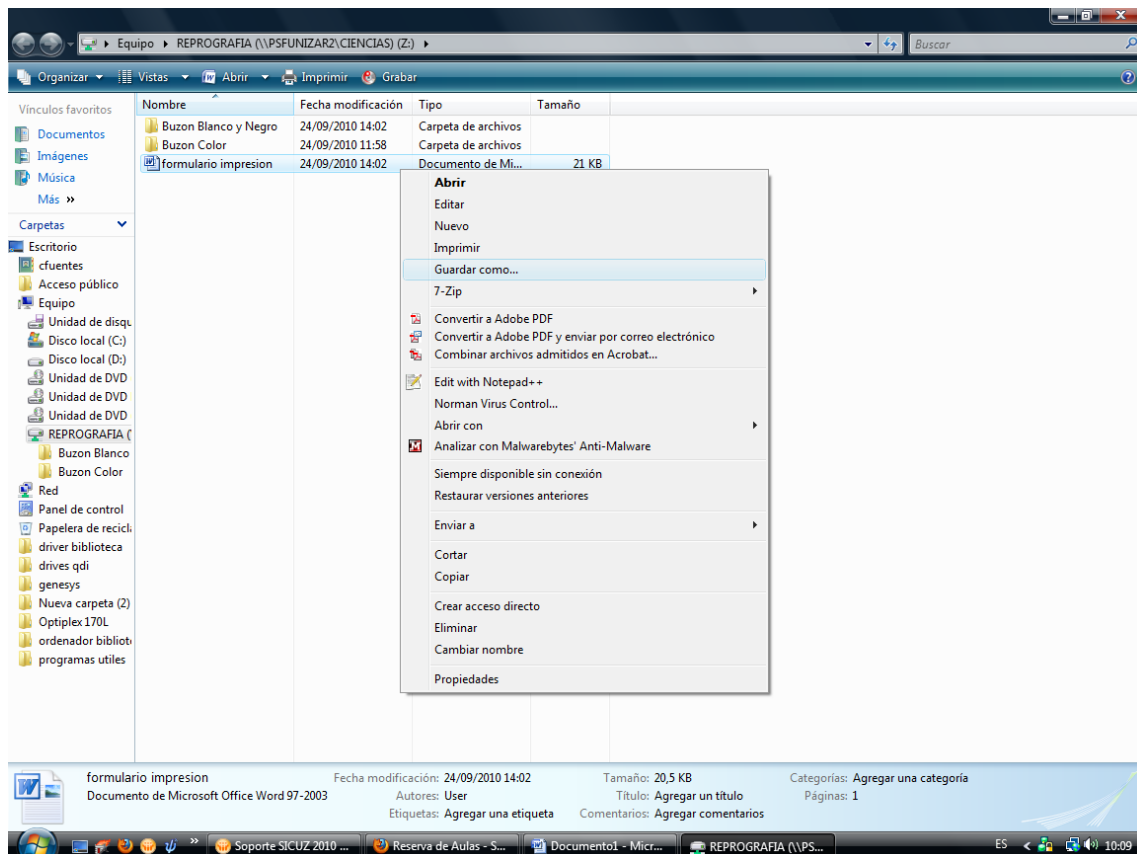 Equipo ▸ REPROGRAFIA (\\PSFUNIZAR2\CIENCIAS) (Z:) ▸
Buscar
Organizar Vistas Abrir Imprimir Grabar
Vínculos favoritos
Documentos
Imágenes
Música
Más »
Carpetas
Escritorio
cfuentes
Acceso público
Equipo
Unidad de disqu
Disco local (C:)
Disco local (D:)
Unidad de DVD
Unidad de DVD
Unidad de DVD
REPROGRAFIA (
Buzon Blanco
Buzon Color
Red
Panel de control
Papelera de recicl
driver biblioteca
drives qdi
genesys
Nueva carpeta (2)
Optiplex 170L
ordenador bibliot
programas utiles
Nombre Fecha modificación Tipo Tamaño
Buzon Blanco y Negro 24/09/2010 14:02 Carpeta de archivos
Buzon Color 24/09/2010 11:58 Carpeta de archivos
formulario impresion 24/09/2010 14:02 Documento de Mi... 21 KB
Abrir
Editar
Nuevo
Imprimir
Guardar como...
7-Zip
Convertir a Adobe PDF
Convertir a Adobe PDF y enviar por correo electrónico
Combinar archivos admitidos en Acrobat...
Edit with Notepad++
Norman Virus Control...
Abrir con
Analizar con Malwarebytes' Anti-Malware
Siempre disponible sin conexión
Restaurar versiones anteriores
Enviar a
Cortar
Copiar
Crear acceso directo
Eliminar
Cambiar nombre
Propiedades
formulario impresion Fecha modificación: 24/09/2010 14:02 Tamaño: 20,5 KB Categorías: Agregar una categoría
Documento de Microsoft Office Word 97-2003 Autores: User Título: Agregar un título Páginas: 1
Etiquetas: Agregar una etiqueta Comentarios: Agregar comentarios
Soporte SICUZ 2010 ... Reserva de Aulas - S... Documento1 - Micr... REPROGRAFIA (\\PS... ES 10:09